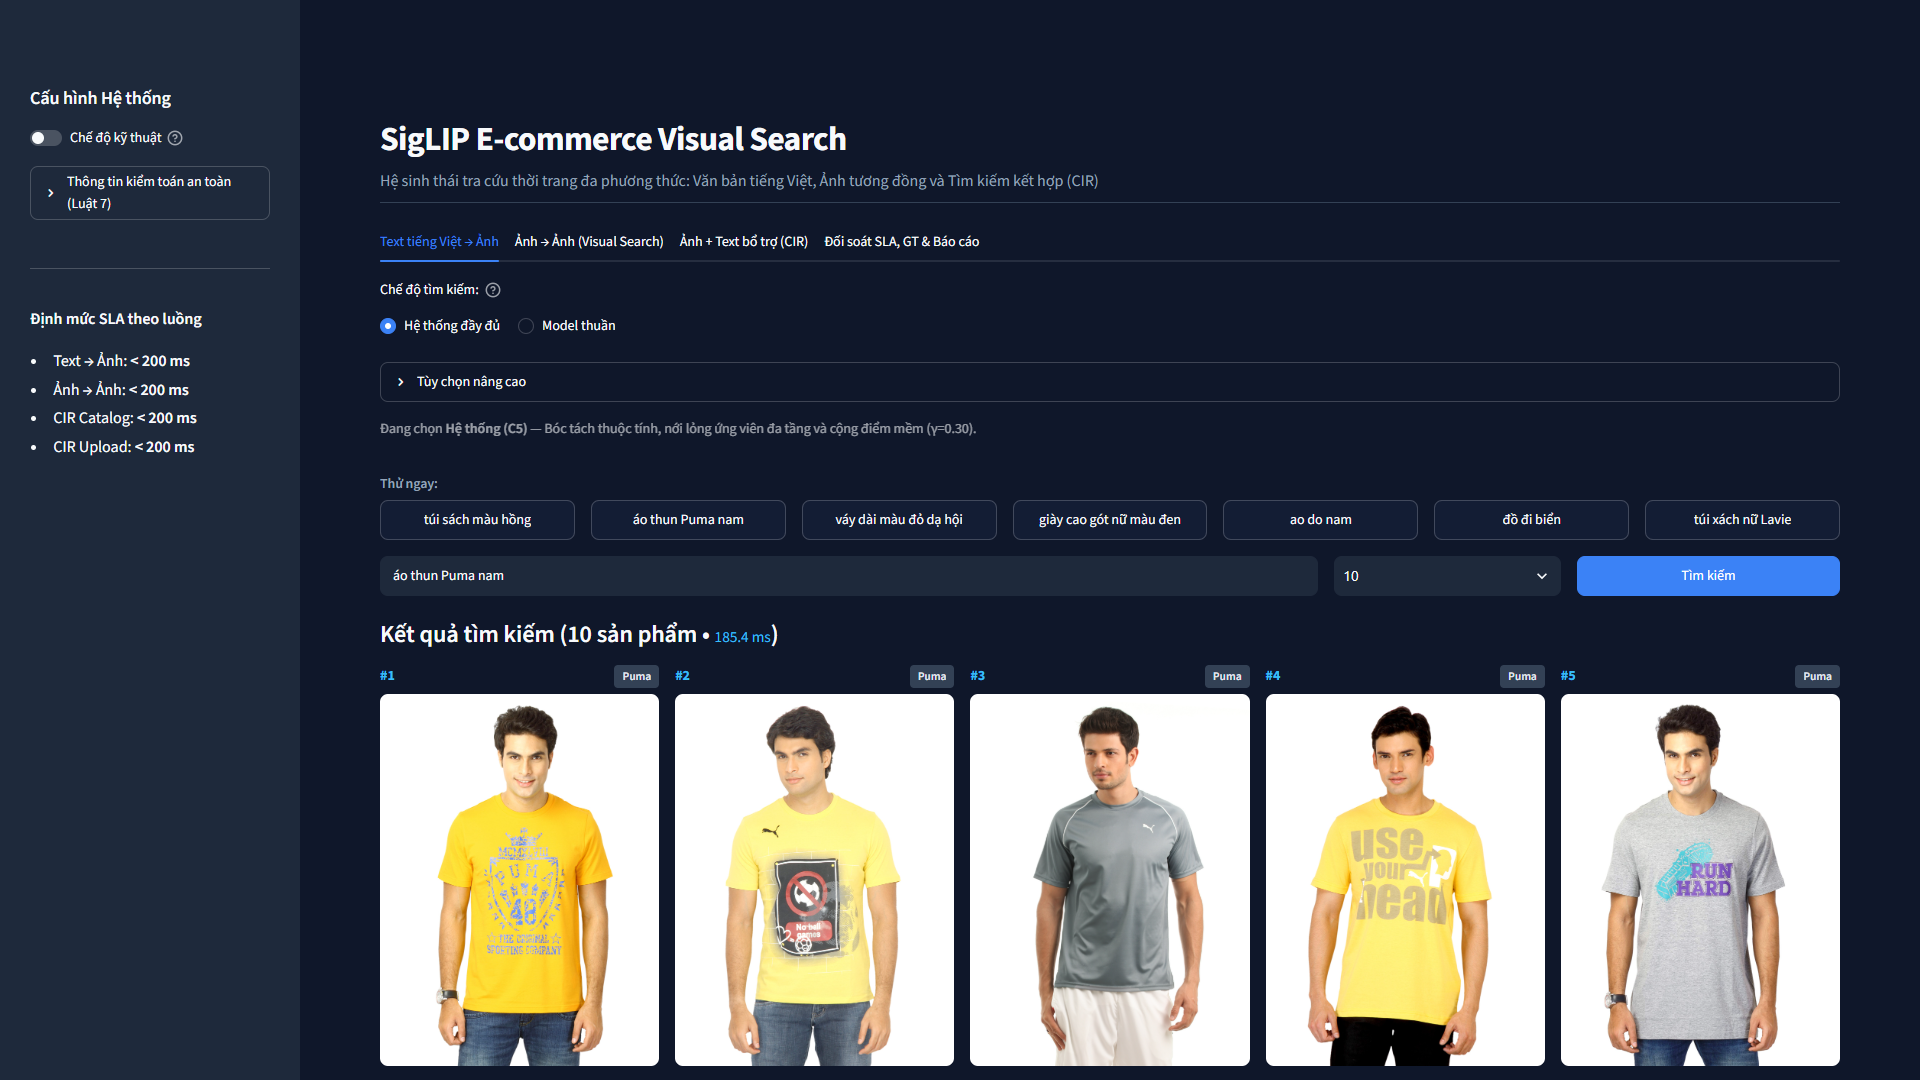 Cấu hình Hệ thống
Chế độ kỹ thuật
Thông tin kiểm toán an toàn
(Luật 7)
Định mức SLA theo luồng
Text → Ảnh: < 200 ms
Ảnh → Ảnh: < 200 ms
CIR Catalog: < 200 ms
CIR Upload: < 200 ms
SigLIP E-commerce Visual Search
Hệ sinh thái tra cứu thời trang đa phương thức: Văn bản tiếng Việt, Ảnh tương đồng và Tìm kiếm kết hợp (CIR)
Text tiếng Việt → Ảnh Ảnh → Ảnh (Visual Search) Ảnh + Text bổ trợ (CIR) Đối soát SLA, GT & Báo cáo
Chế độ tìm kiếm:
Hệ thống đầy đủ Model thuần
Tùy chọn nâng cao
Đang chọn Hệ thống (C5) — Bóc tách thuộc tính, nới lỏng ứng viên đa tầng và cộng điểm mềm (γ=0.30).
Thử ngay:
túi sách màu hồng áo thun Puma nam váy dài màu đỏ dạ hội giày cao gót nữ màu đen ao do nam đồ đi biển túi xách nữ Lavie
áo thun Puma nam 10 Tìm kiếm
Kết quả tìm kiếm (10 sản phẩm • 185.4 ms)
#1 Puma #2 Puma #3 Puma #4 Puma #5 Puma
PUMA
48
THE ORIGINAL
SPORTING COMPANY
No ball
games
use
your
head
RUN
HARD